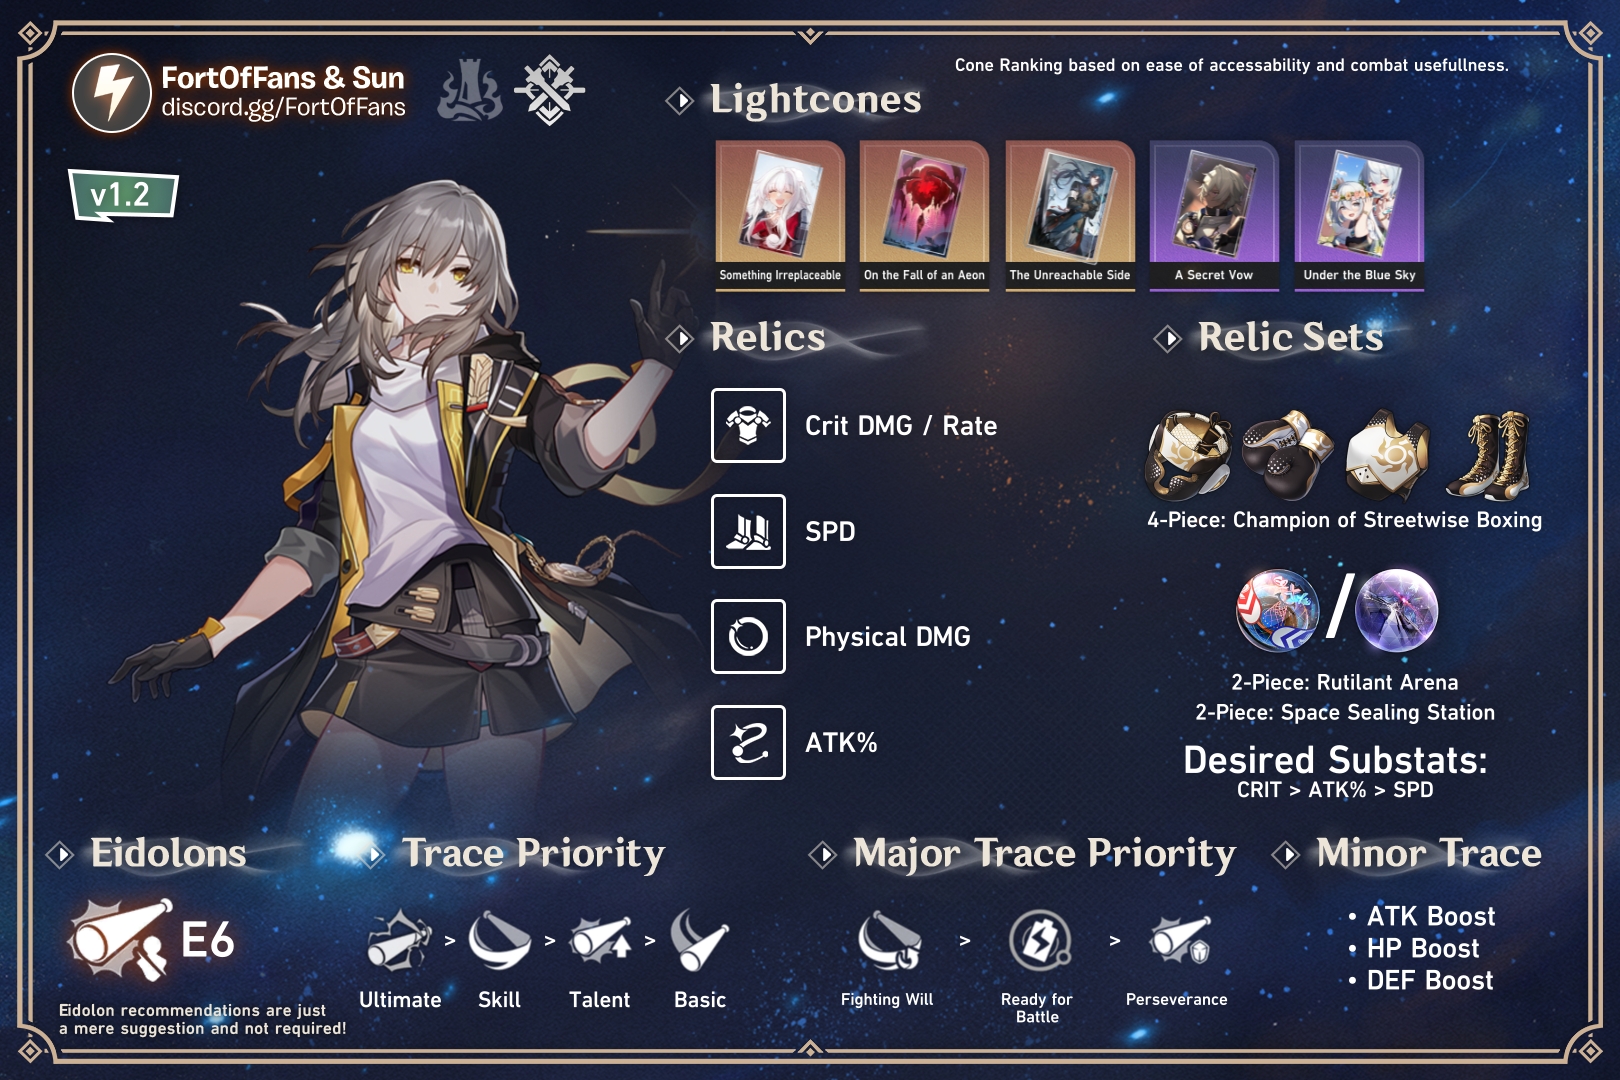 FortOfFans & Sun
discord.gg/FortOfFans
v1.2
Cone Ranking based on ease of accessability and combat usefullness.
Lightcones
Something Irreplaceable
On the Fall of an Aeon
The Unreachable Side
A Secret Vow
Under the Blue Sky
Relics
Crit DMG / Rate
SPD
Physical DMG
ATK%
Relic Sets
4-Piece: Champion of Streetwise Boxing
/
2-Piece: Rutilant Arena
2-Piece: Space Sealing Station
Desired Substats:
CRIT > ATK% > SPD
Eidolons
E6
Eidolon recommendations are just
a mere suggestion and not required!
Trace Priority
> > >
Ultimate Skill Talent Basic
Major Trace Priority
> >
Fighting Will
Ready for
Battle
Perseverance
Minor Trace
• ATK Boost
• HP Boost
• DEF Boost